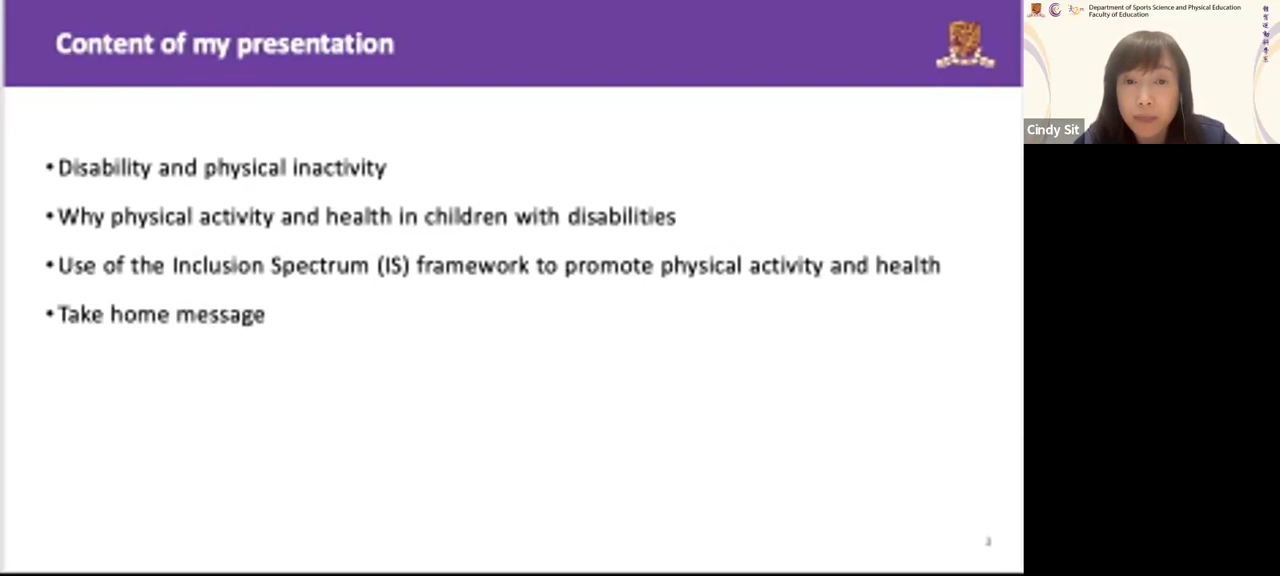 Content of my presentation
• Disability and physical inactivity
• Why physical activity and health in children with disabilities
• Use of the Inclusion Spectrum (IS) framework to promote physical activity and health
• Take home message
Department of Sports Science and Physical Education
Faculty of Education
Cindy Sit